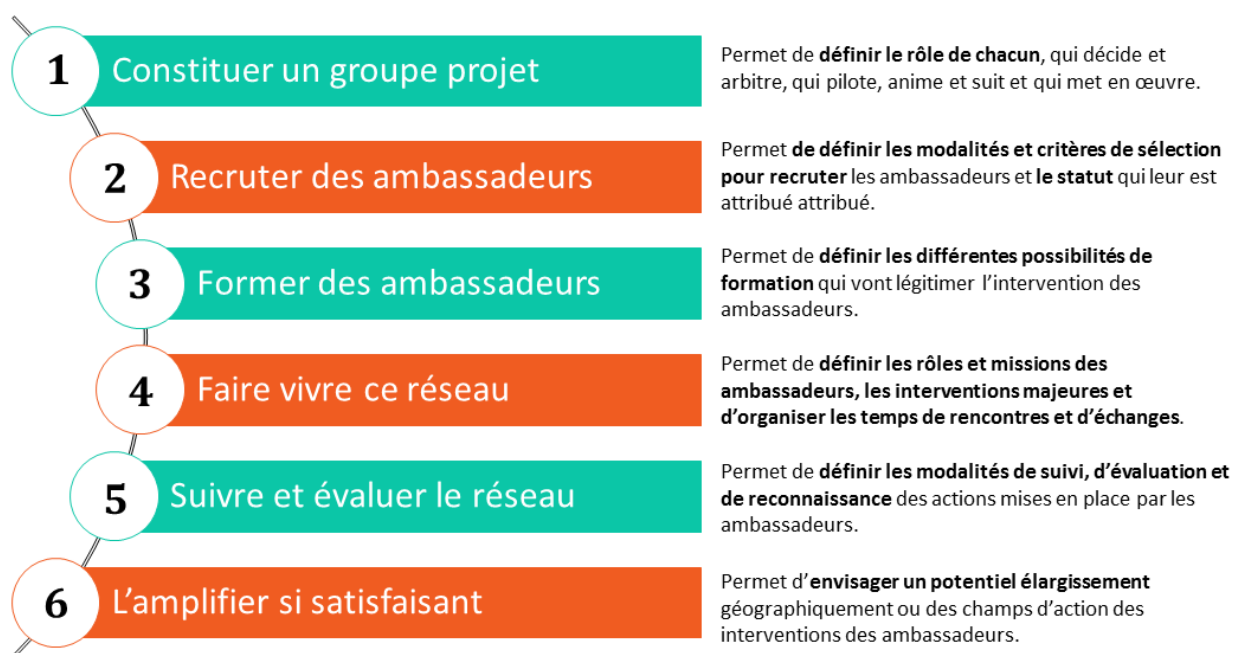 1
Constituer un groupe projet
Permet de définir le rôle de chacun, qui décide et
arbitre, qui pilote, anime et suit et qui met en œuvre.
2
Recruter des ambassadeurs
Permet de définir les modalités et critères de sélection
pour recruter les ambassadeurs et le statut qui leur est
attribué attribué.
3
Former des ambassadeurs
Permet de définir les différentes possibilités de
formation qui vont légitimer l’intervention des
ambassadeurs.
4
Faire vivre ce réseau
Permet de définir les rôles et missions des
ambassadeurs, les interventions majeures et
d’organiser les temps de rencontres et d’échanges.
5
Suivre et évaluer le réseau
Permet de définir les modalités de suivi, d’évaluation et
de reconnaissance des actions mises en place par les
ambassadeurs.
6
L’amplifier si satisfaisant
Permet d’envisager un potentiel élargissement
géographiquement ou des champs d’action des
interventions des ambassadeurs.